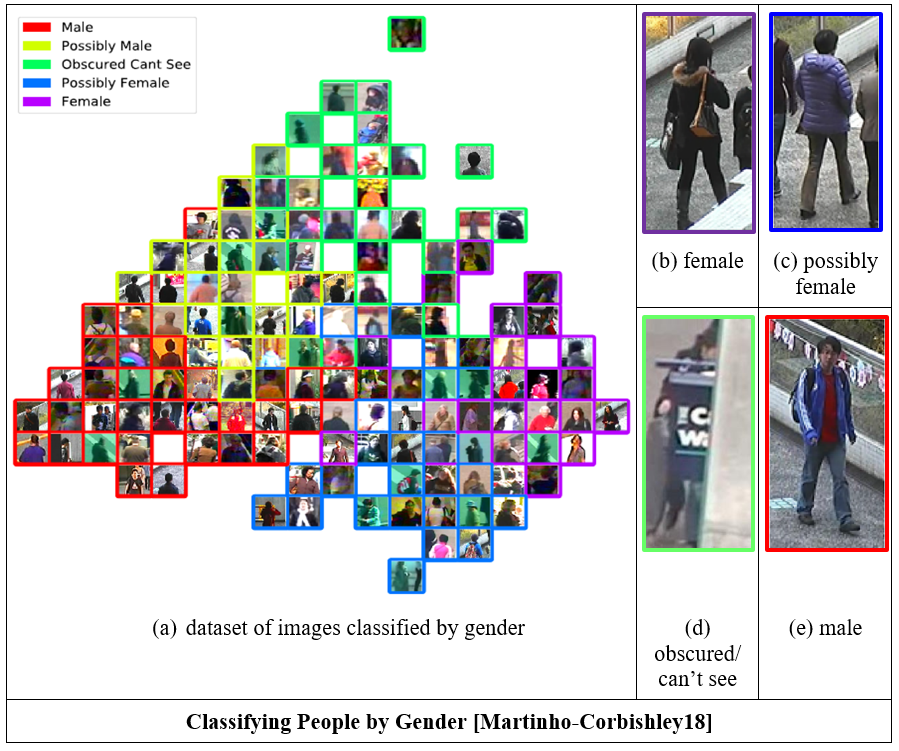 Male
Possibly Male
Obscured Cant See
Possibly Female
Female
(a) dataset of images classified by gender
(b) female
(c) possibly
female
(d)
obscured/
can’t see
(e) male
Classifying People by Gender [Martinho-Corbishley18]